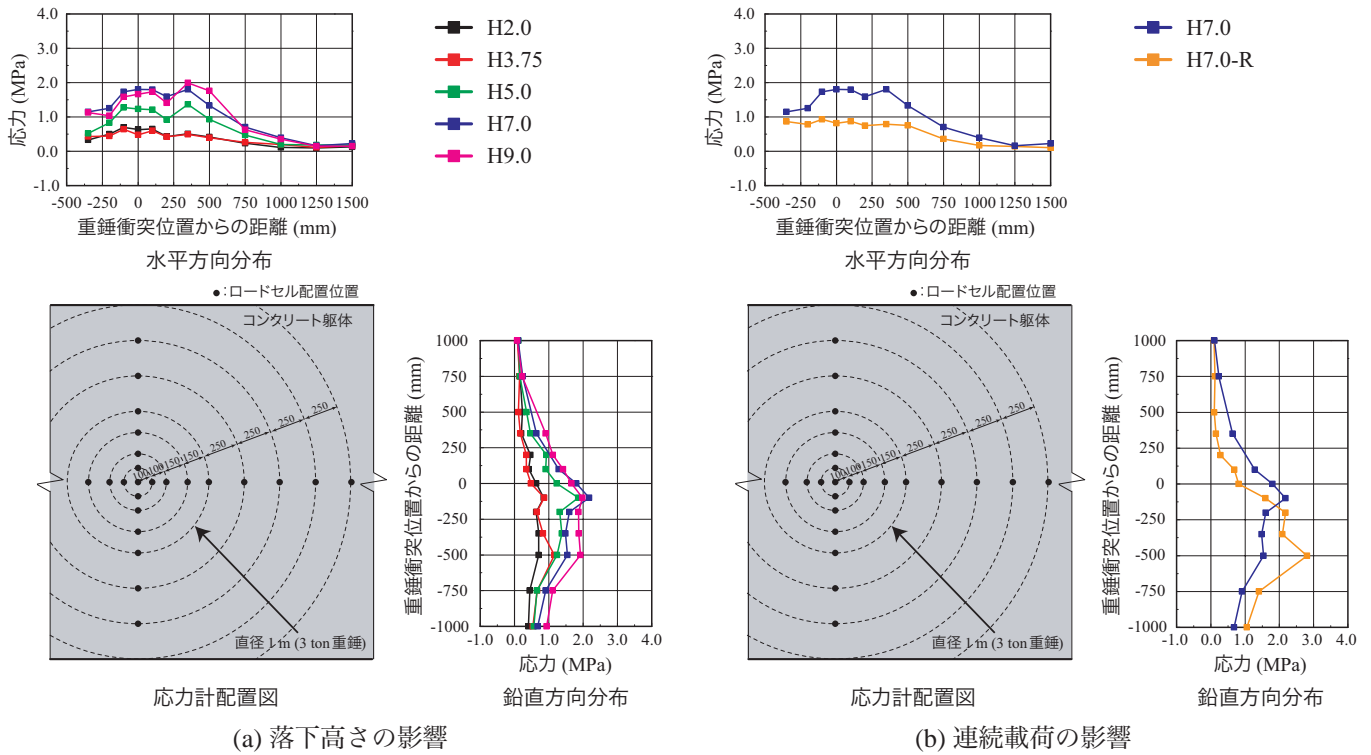 4.0
3.0
2.0
1.0
0.0
-1.0
応力 (MPa)
-500 -250 0 250 500 750 1000 1250 1500
重錘衝突位置からの距離 (mm)
水平方向分布
H2.0
H3.75
H5.0
H7.0
H9.0
●:ロードセル配置位置
コンクリート躯体
100 100 150 150 250 250 250 250
直径 1 m (3 ton 重錘)
応力計配置図
1000
750
500
250
0
-250
-500
-750
-1000
重錘衝突位置からの距離 (mm)
-1.0 0.0 1.0 2.0 3.0 4.0
応力 (MPa)
鉛直方向分布
(a) 落下高さの影響
4.0
3.0
2.0
1.0
0.0
-1.0
応力 (MPa)
-500 -250 0 250 500 750 1000 1250 1500
重錘衝突位置からの距離 (mm)
水平方向分布
H7.0
H7.0-R
●:ロードセル配置位置
コンクリート躯体
100 100 150 150 250 250 250 250
直径 1 m (3 ton 重錘)
応力計配置図
1000
750
500
250
0
-250
-500
-750
-1000
重錘衝突位置からの距離 (mm)
-1.0 0.0 1.0 2.0 3.0 4.0
応力 (MPa)
鉛直方向分布
(b) 連続載荷の影響